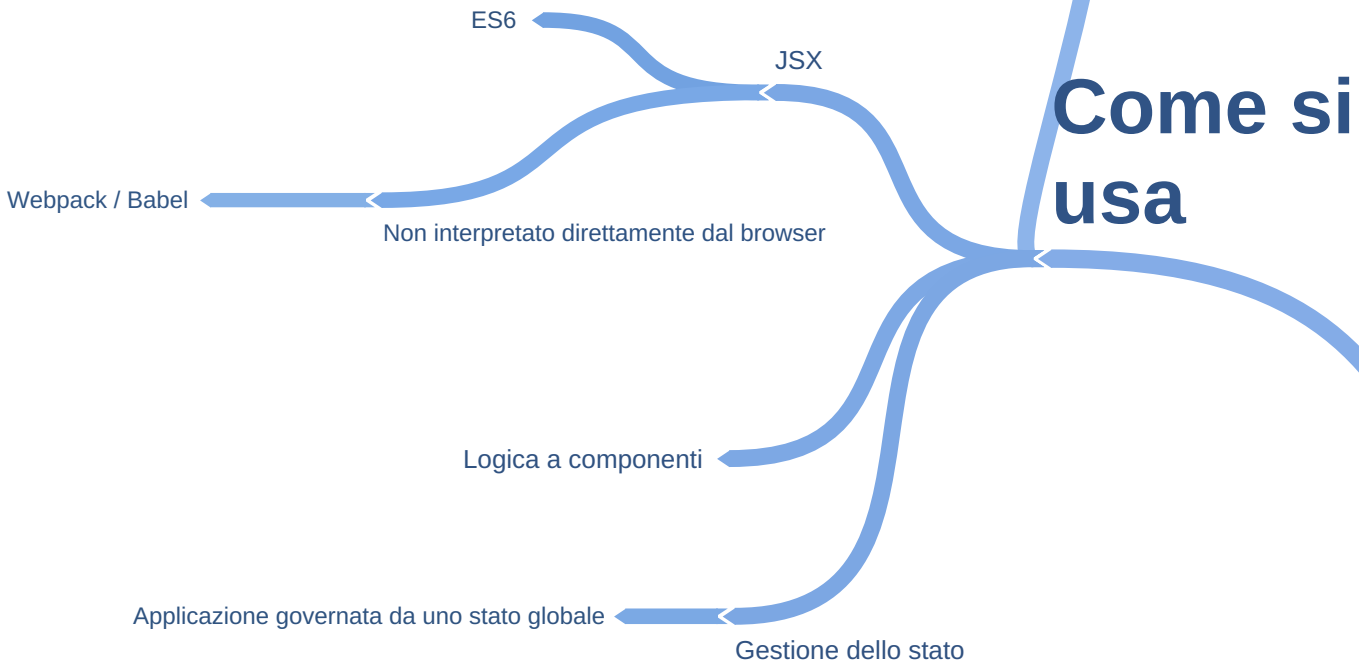 ES6
JSX
Come si
usa
Webpack / Babel
Non interpretato direttamente dal browser
Logica a componenti
Applicazione governata da uno stato globale
Gestione dello stato